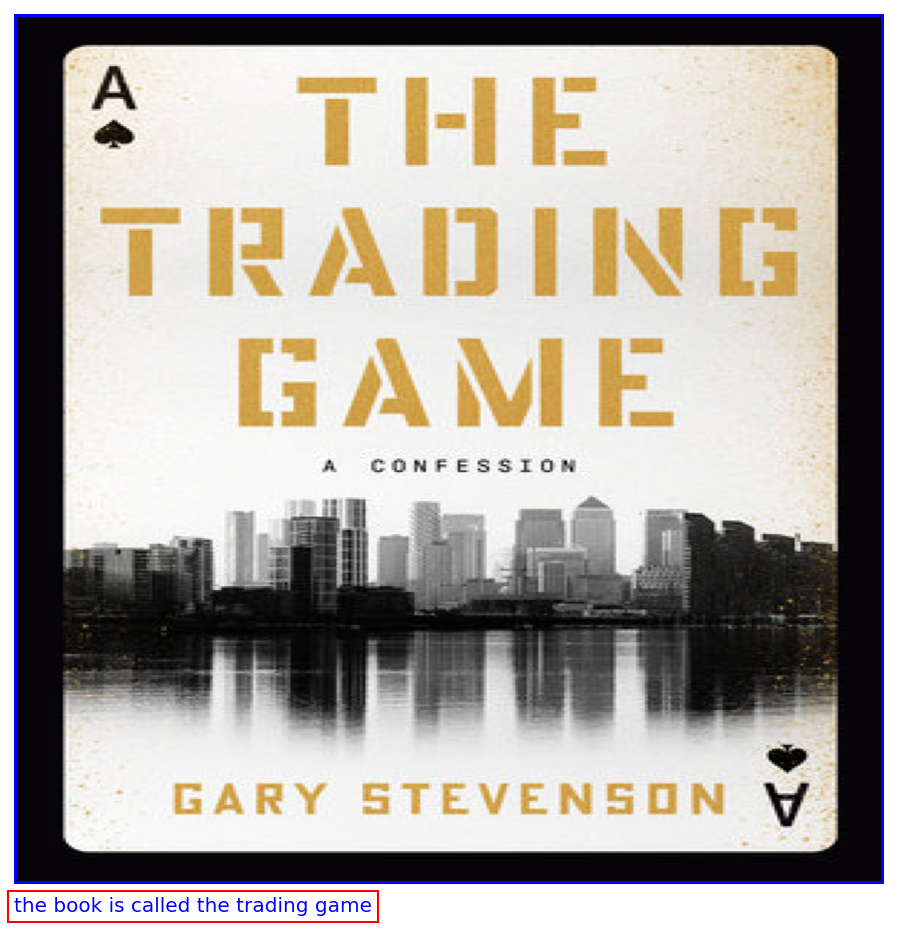 A
THE
TRADING
GAME
A CONFESSION
GARY STEVENSON
A
the book is called the trading game